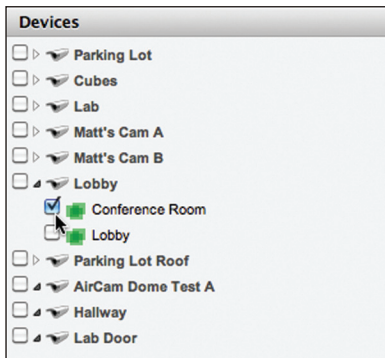 Devices
Parking Lot
Cubes
Lab
Matt's Cam A
Matt's Cam B
Lobby
Conference Room
Lobby
Parking Lot Roof
AirCam Dome Test A
Hallway
Lab Door